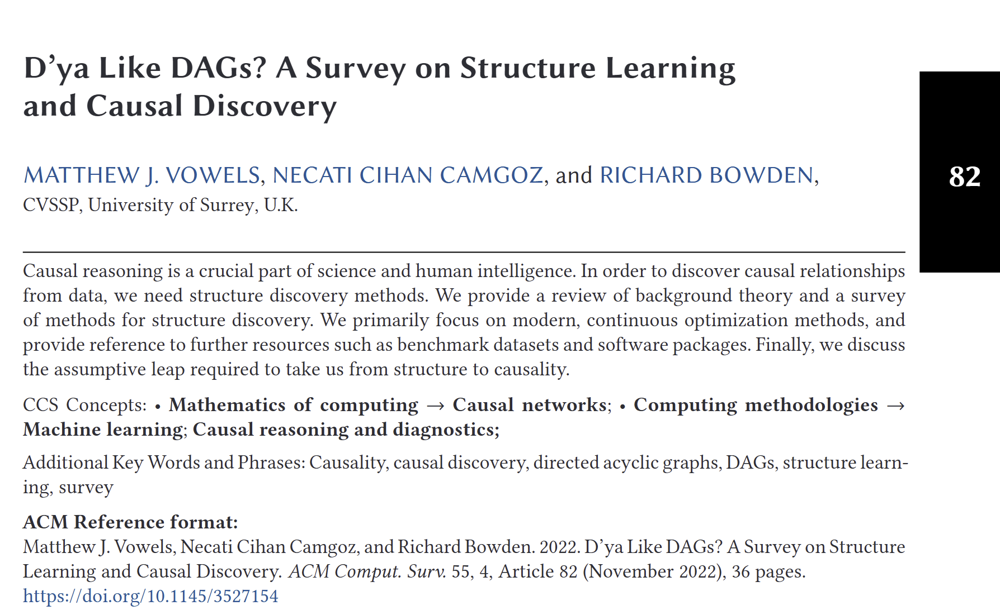 D’ya Like DAGs? A Survey on Structure Learning
and Causal Discovery
MATTHEW J. VOWELS, NECATI CIHAN CAMGOZ, and RICHARD BOWDEN,
82
CVSSP, University of Surrey, U.K.
Causal reasoning is a crucial part of science and human intelligence. In order to discover causal relationships
from data, we need structure discovery methods. We provide a review of background theory and a survey
of methods for structure discovery. We primarily focus on modern, continuous optimization methods, and
provide reference to further resources such as benchmark datasets and software packages. Finally, we discuss
the assumptive leap required to take us from structure to causality.
CCS Concepts: • Mathematics of computing → Causal networks; • Computing methodologies →
Machine learning; Causal reasoning and diagnostics;
Additional Key Words and Phrases: Causality, causal discovery, directed acyclic graphs, DAGs, structure learn-
ing, survey
ACM Reference format:
Matthew J. Vowels, Necati Cihan Camgoz, and Richard Bowden. 2022. D’ya Like DAGs? A Survey on Structure
Learning and Causal Discovery. ACM Comput. Surv. 55, 4, Article 82 (November 2022), 36 pages.
https://doi.org/10.1145/3527154